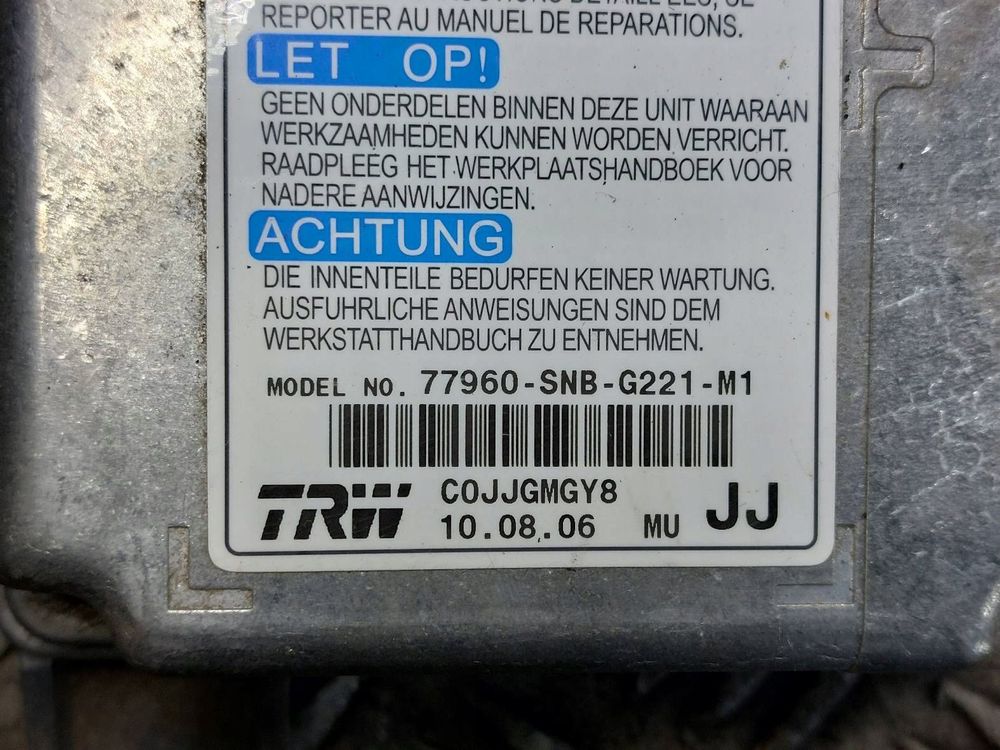 REPORTER AU MANUEL DE REPARATIONS.
LET OP!
GEEN ONDERDELEN BINNEN DEZE UNIT WAARAAN
WERKZAAMHEDEN KUNNEN WORDEN VERRICHT.
RAADPLEEG HET WERKPLAATSHANDBOEK VOOR
NADERE AANWIJZINGEN.
ACHTUNG
DIE INNENTEILE BEDURFEN KEINER WARTUNG.
AUSFUHRLICHE ANWEISUNGEN SIND DEM
WERKSTATTHANDBUCH ZU ENTNEHMEN.
MODEL NO. 77960-SNB-G221-M1
TRW C0JJGMGY8
10.08.06 MU JJ